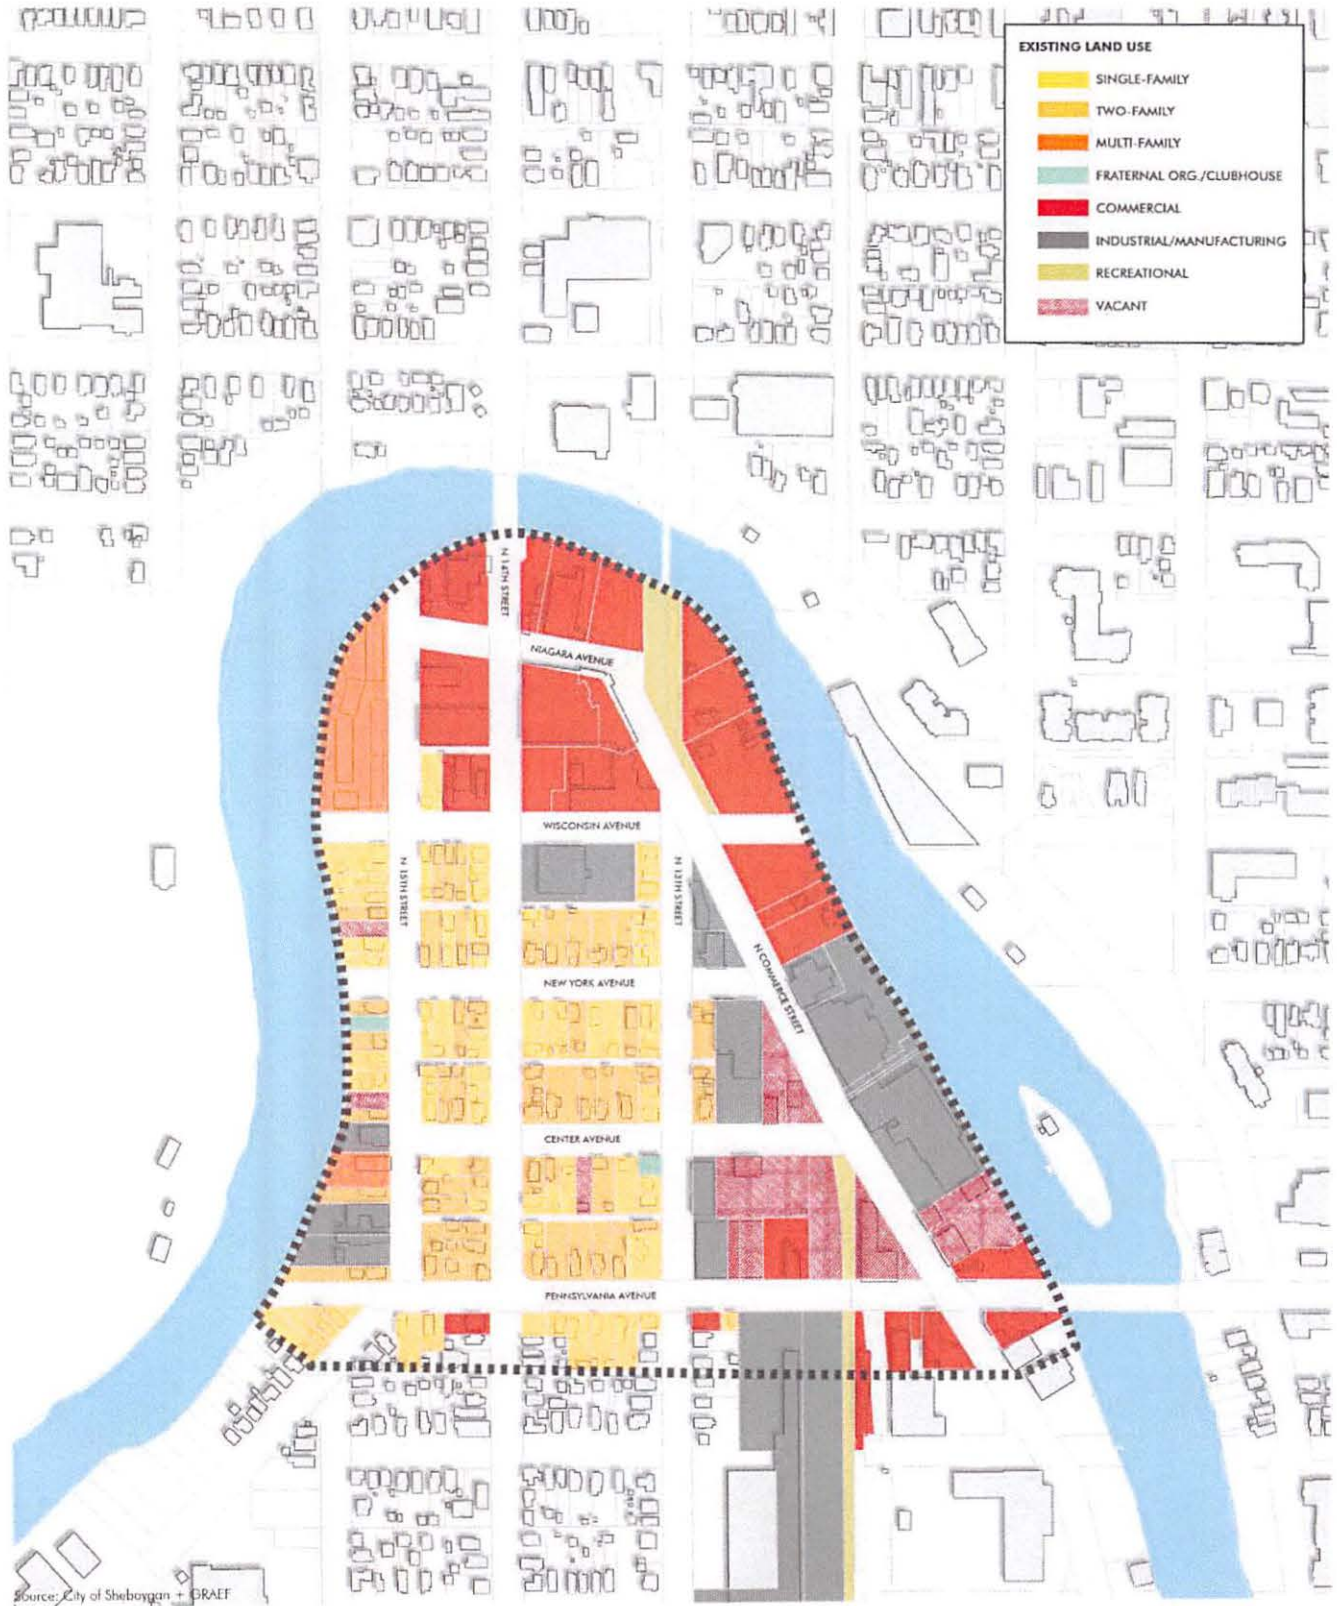 EXISTING LAND USE
SINGLE-FAMILY
TWO-FAMILY
MULTI-FAMILY
FRATERNAL ORG./CLUBHOUSE
COMMERCIAL
INDUSTRIAL/MANUFACTURING
RECREATIONAL
VACANT
N 14TH STREET
NIAGARA AVENUE
WISCONSIN AVENUE
N 15TH STREET
N 13TH STREET
N COMMERCE STREET
NEW YORK AVENUE
CENTER AVENUE
PENNSYLVANIA AVENUE
Source: City of Sheboygan + GRAEF